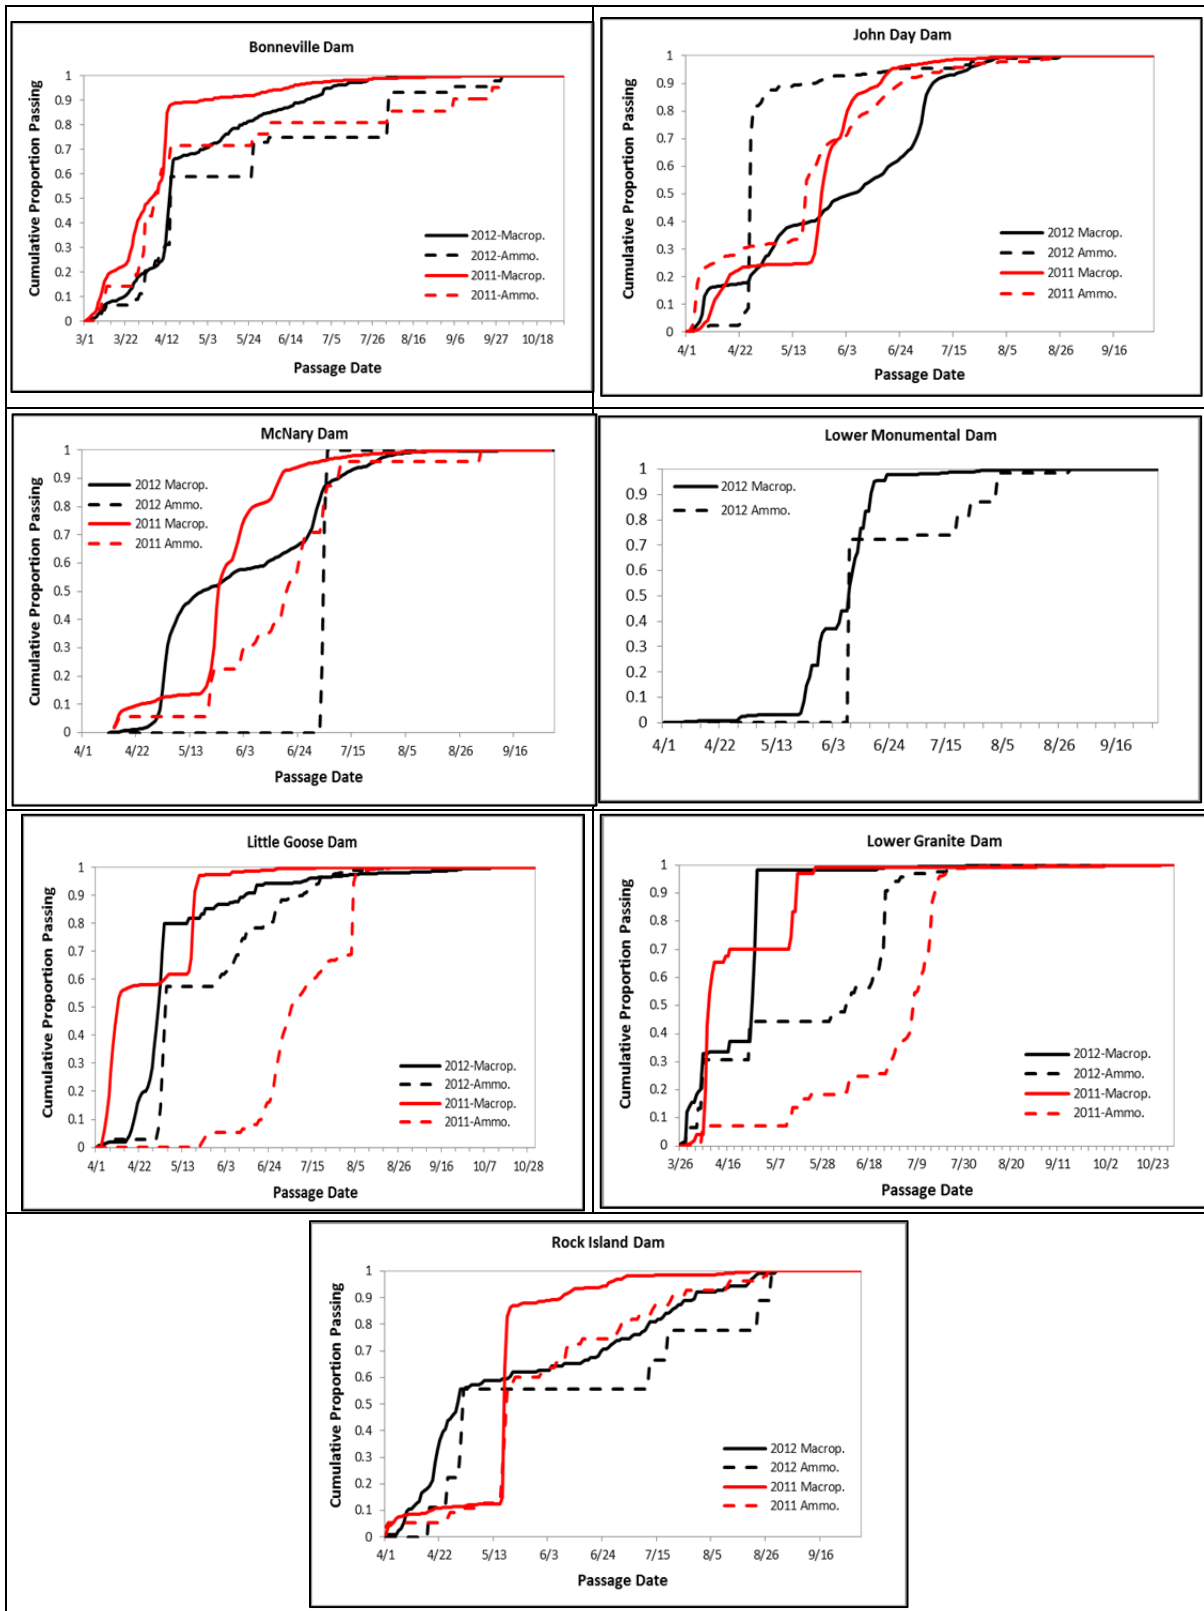 Bonneville Dam
Cumulative Proportion Passing
1
0.9
0.8
0.7
0.6
0.5
0.4
0.3
0.2
0.1
0
2012-Macrop.
2012-Ammo.
2011-Macrop.
2011-Ammo.
3/1 3/22 4/12 5/3 5/24 6/14 7/5 7/26 8/16 9/6 9/27 10/18
Passage Date
John Day Dam
Cumulative Proportion Passing
1
0.9
0.8
0.7
0.6
0.5
0.4
0.3
0.2
0.1
0
2012 Macrop.
2012 Ammo.
2011 Macrop.
2011 Ammo.
4/1 4/22 5/13 6/3 6/24 7/15 8/5 8/26 9/16
Passage Date
McNary Dam
Cumulative Proportion Passing
1
0.9
0.8
0.7
0.6
0.5
0.4
0.3
0.2
0.1
0
2012 Macrop.
2012 Ammo.
2011 Macrop.
2011 Ammo.
4/1 4/22 5/13 6/3 6/24 7/15 8/5 8/26 9/16
Passage Date
Lower Monumental Dam
1
0.9
0.8
0.7
0.6
0.5
0.4
0.3
0.2
0.1
0
2012 Macrop.
2012 Ammo.
4/1 4/22 5/13 6/3 6/24 7/15 8/5 8/26 9/16
Little Goose Dam
Cumulative Proportion Passing
1
0.9
0.8
0.7
0.6
0.5
0.4
0.3
0.2
0.1
0
2012-Macrop.
2012-Ammo.
2011-Macrop.
2011-Ammo.
4/1 4/22 5/13 6/3 6/24 7/15 8/5 8/26 9/16 10/7 10/28
Passage Date
Lower Granite Dam
Cumulative Proportion Passing
1
0.9
0.8
0.7
0.6
0.5
0.4
0.3
0.2
0.1
0
2012-Macrop.
2012-Ammo.
2011-Macrop.
2011-Ammo.
3/26 4/16 5/7 5/28 6/18 7/9 7/30 8/20 9/11 10/2 10/23
Passage Date
Rock Island Dam
Cumulative Proportion Passing
1
0.9
0.8
0.7
0.6
0.5
0.4
0.3
0.2
0.1
0
2012 Macrop.
2012 Ammo.
2011 Macrop.
2011 Ammo.
4/1 4/22 5/13 6/3 6/24 7/15 8/5 8/26 9/16
Passage Date